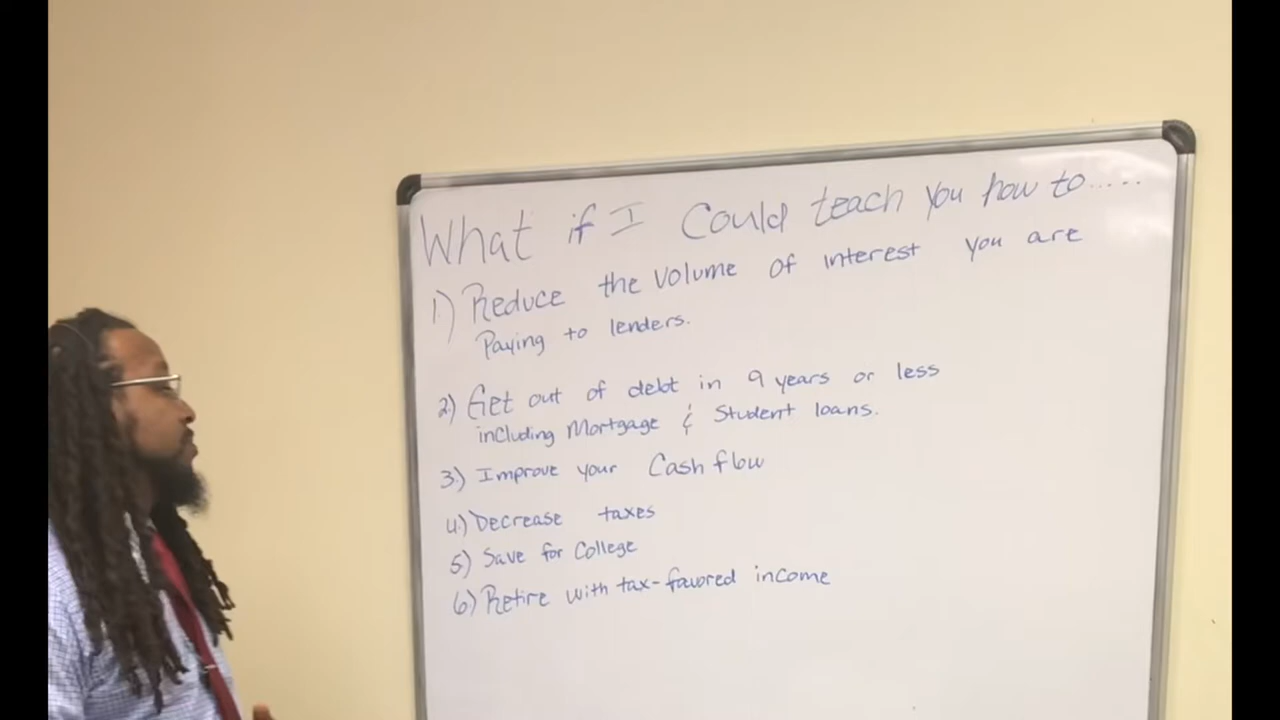 What if I Could teach you how to.....
1.) Reduce the volume of interest you are
Paying to lenders.
2.) Get out of debt in 9 years or less
including Mortgage & Student loans.
3.) Improve your Cash flow
4.) Decrease taxes
5) Save for College
6) Retire with tax-favored income